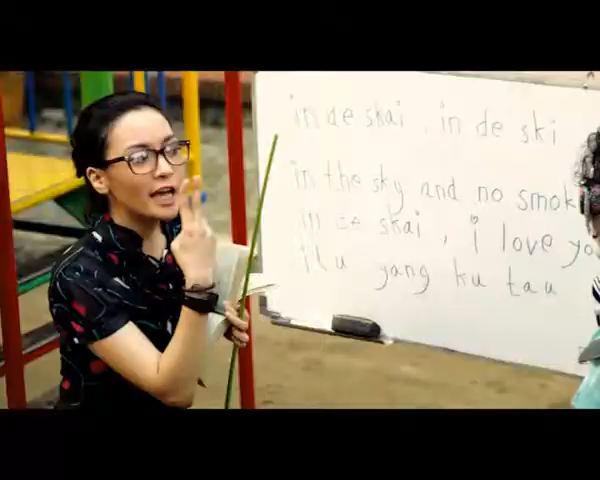 in de skai , in de ski
in the sky and no smok
in ze skai , i love yo
itu yang ku tau